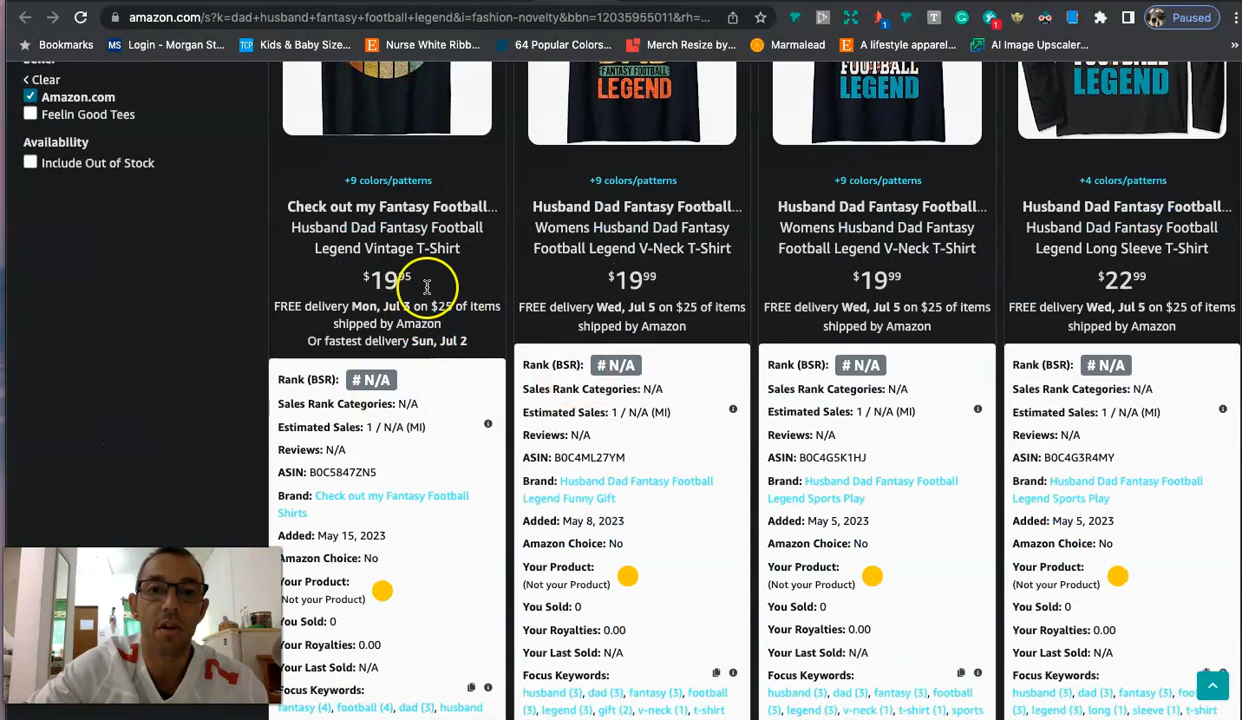 amazon.com/s?k=dad+husband+fantasy+football+legend&i=fashion-novelty&bbn=12035955011&rh=...
Paused
Bookmarks
Login - Morgan St...
Kids & Baby Size...
Nurse White Ribb...
64 Popular Colors...
Merch Resize by...
Marmalead
A lifestyle apparel...
AI Image Upscaler...
Clear
Amazon.com
Feelin Good Tees
Availability
Include Out of Stock
FANTASY FOOTBALL
LEGEND
FOOTBALL
LEGEND
FOOTBALL
LEGEND
+9 colors/patterns
Check out my Fantasy Football...
Husband Dad Fantasy Football
Legend Vintage T-Shirt
$19.95
FREE delivery Mon, Jul 3 on $25 of items
shipped by Amazon
Or fastest delivery Sun, Jul 2
Rank (BSR): # N/A
Sales Rank Categories: N/A
Estimated Sales: 1 / N/A (MI)
Reviews: N/A
ASIN: B0C5847ZN5
Brand: Check out my Fantasy Football
Shirts
Added: May 15, 2023
Amazon Choice: No
Your Product:
(Not your Product)
You Sold: 0
Your Royalties: 0.00
Your Last Sold: N/A
Focus Keywords:
fantasy (4), football (4), dad (3), husband
+9 colors/patterns
Husband Dad Fantasy Football...
Womens Husband Dad Fantasy
Football Legend V-Neck T-Shirt
$19.99
FREE delivery Wed, Jul 5 on $25 of items
shipped by Amazon
Rank (BSR): # N/A
Sales Rank Categories: N/A
Estimated Sales: 1 / N/A (MI)
Reviews: N/A
ASIN: B0C4ML27YM
Brand: Husband Dad Fantasy Football
Legend Funny Gift
Added: May 8, 2023
Amazon Choice: No
Your Product:
(Not your Product)
You Sold: 0
Your Royalties: 0.00
Your Last Sold: N/A
Focus Keywords:
husband (3), dad (3), fantasy (3), football
(3), legend (3), gift (2), v-neck (1), t-shirt
+9 colors/patterns
Husband Dad Fantasy Football...
Womens Husband Dad Fantasy
Football Legend V-Neck T-Shirt
$19.99
FREE delivery Wed, Jul 5 on $25 of items
shipped by Amazon
Rank (BSR): # N/A
Sales Rank Categories: N/A
Estimated Sales: 1 / N/A (MI)
Reviews: N/A
ASIN: B0C4G5K1HJ
Brand: Husband Dad Fantasy Football
Legend Sports Play
Added: May 5, 2023
Amazon Choice: No
Your Product:
(Not your Product)
You Sold: 0
Your Royalties: 0.00
Your Last Sold: N/A
Focus Keywords:
husband (3), dad (3), fantasy (3), football
(3), legend (3), v-neck (1), t-shirt (1), sports
+4 colors/patterns
Husband Dad Fantasy Football...
Husband Dad Fantasy Football
Legend Long Sleeve T-Shirt
$22.99
FREE delivery Wed, Jul 5 on $25 of items
shipped by Amazon
Rank (BSR): # N/A
Sales Rank Categories: N/A
Estimated Sales: 1 / N/A (MI)
Reviews: N/A
ASIN: B0C4G3R4MY
Brand: Husband Dad Fantasy Football
Legend Sports Play
Added: May 5, 2023
Amazon Choice: No
Your Product:
(Not your Product)
You Sold: 0
Your Royalties: 0.00
Your Last Sold: N/A
Focus Keywords:
husband (3), dad (3), fantasy (3),
(3), legend (3), long (1), sleeve (1), t-shirt